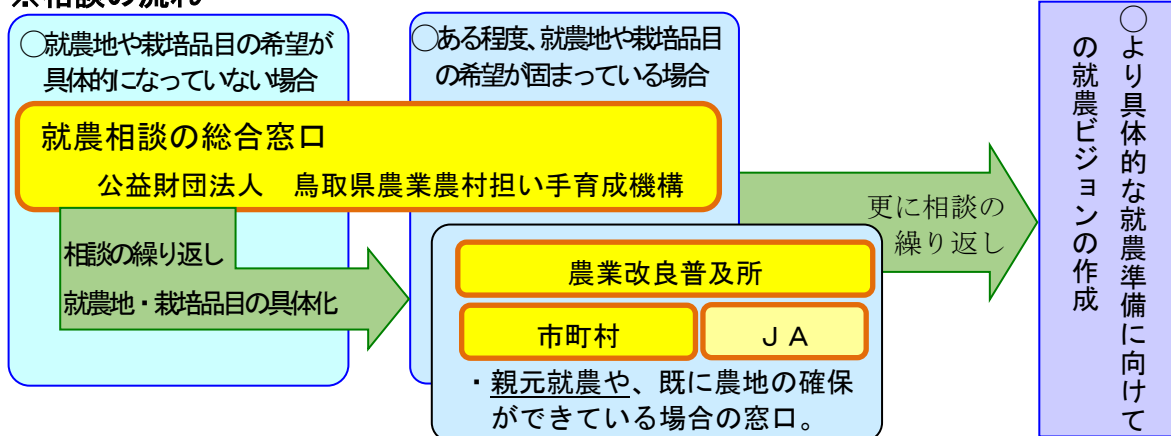 ※相談の流れ
○就農地や栽培品目の希望が
具体的になっていない場合
○ある程度、就農地や栽培品目
の希望が固まっている場合
就農相談の総合窓口
公益財団法人　鳥取県農業農村担い手育成機構
相談の繰り返し
就農地・栽培品目の具体化
農業改良普及所
市町村
ＪＡ
・親元就農や、既に農地の確保
ができている場合の窓口。
更に相談の
繰り返し
○より具体的な就農準備に向けて
の就農ビジョンの作成